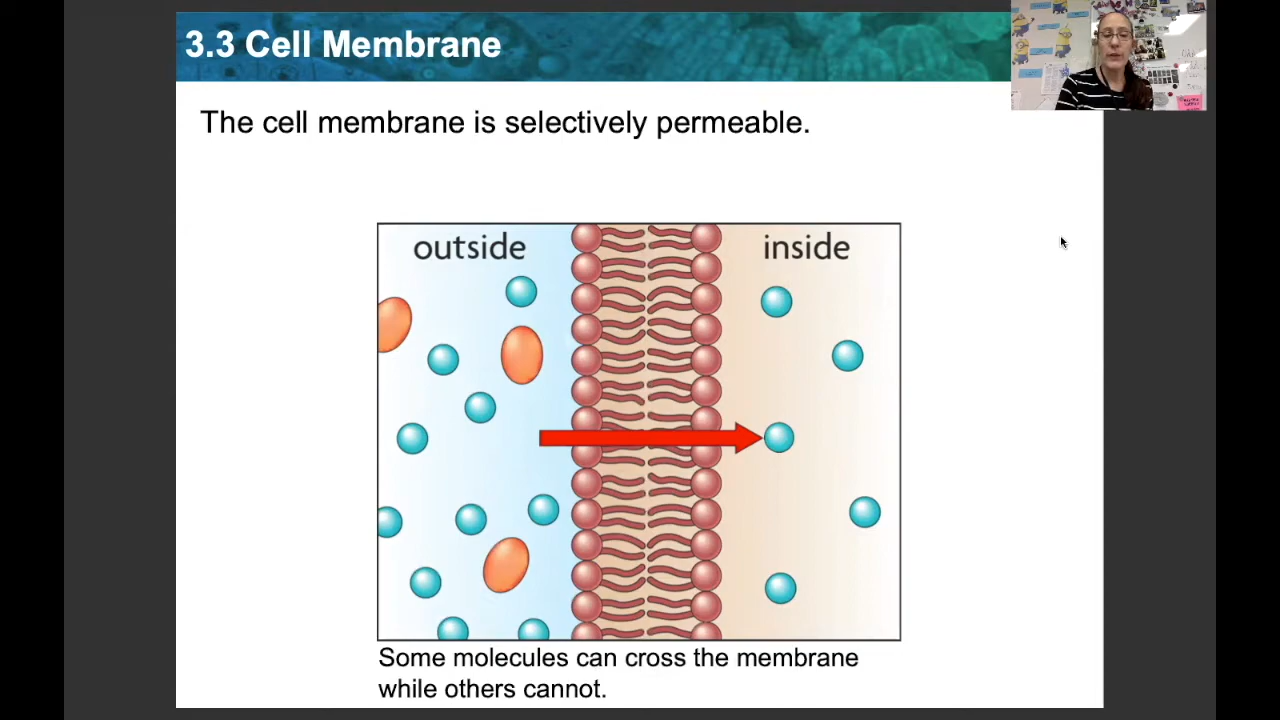 3.3 Cell Membrane
The cell membrane is selectively permeable.
outside
inside
Some molecules can cross the membrane
while others cannot.